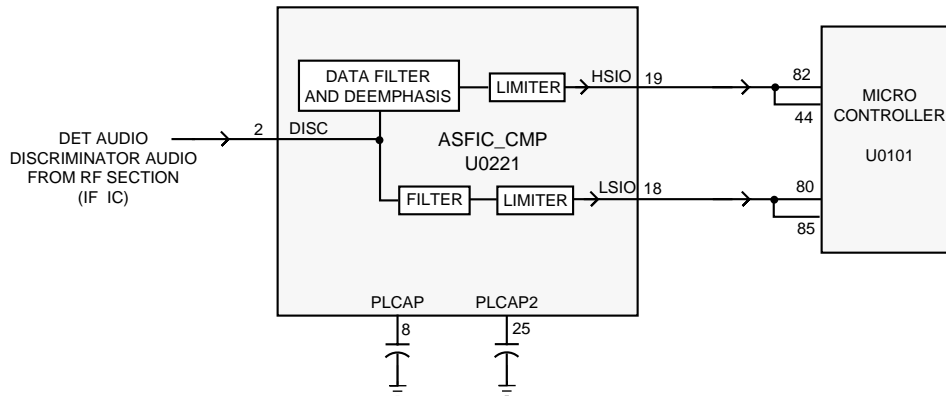 DATA FILTER
AND DEEMPHASIS
LIMITER
HSIO
19
82
44
MICRO
CONTROLLER
U0101
DET AUDIO
DISCRIMINATOR AUDIO
FROM RF SECTION
(IF IC)
2
DISC
ASFIC_CMP
U0221
FILTER
LIMITER
LSIO
18
80
85
PLCAP
8
PLCAP2
25